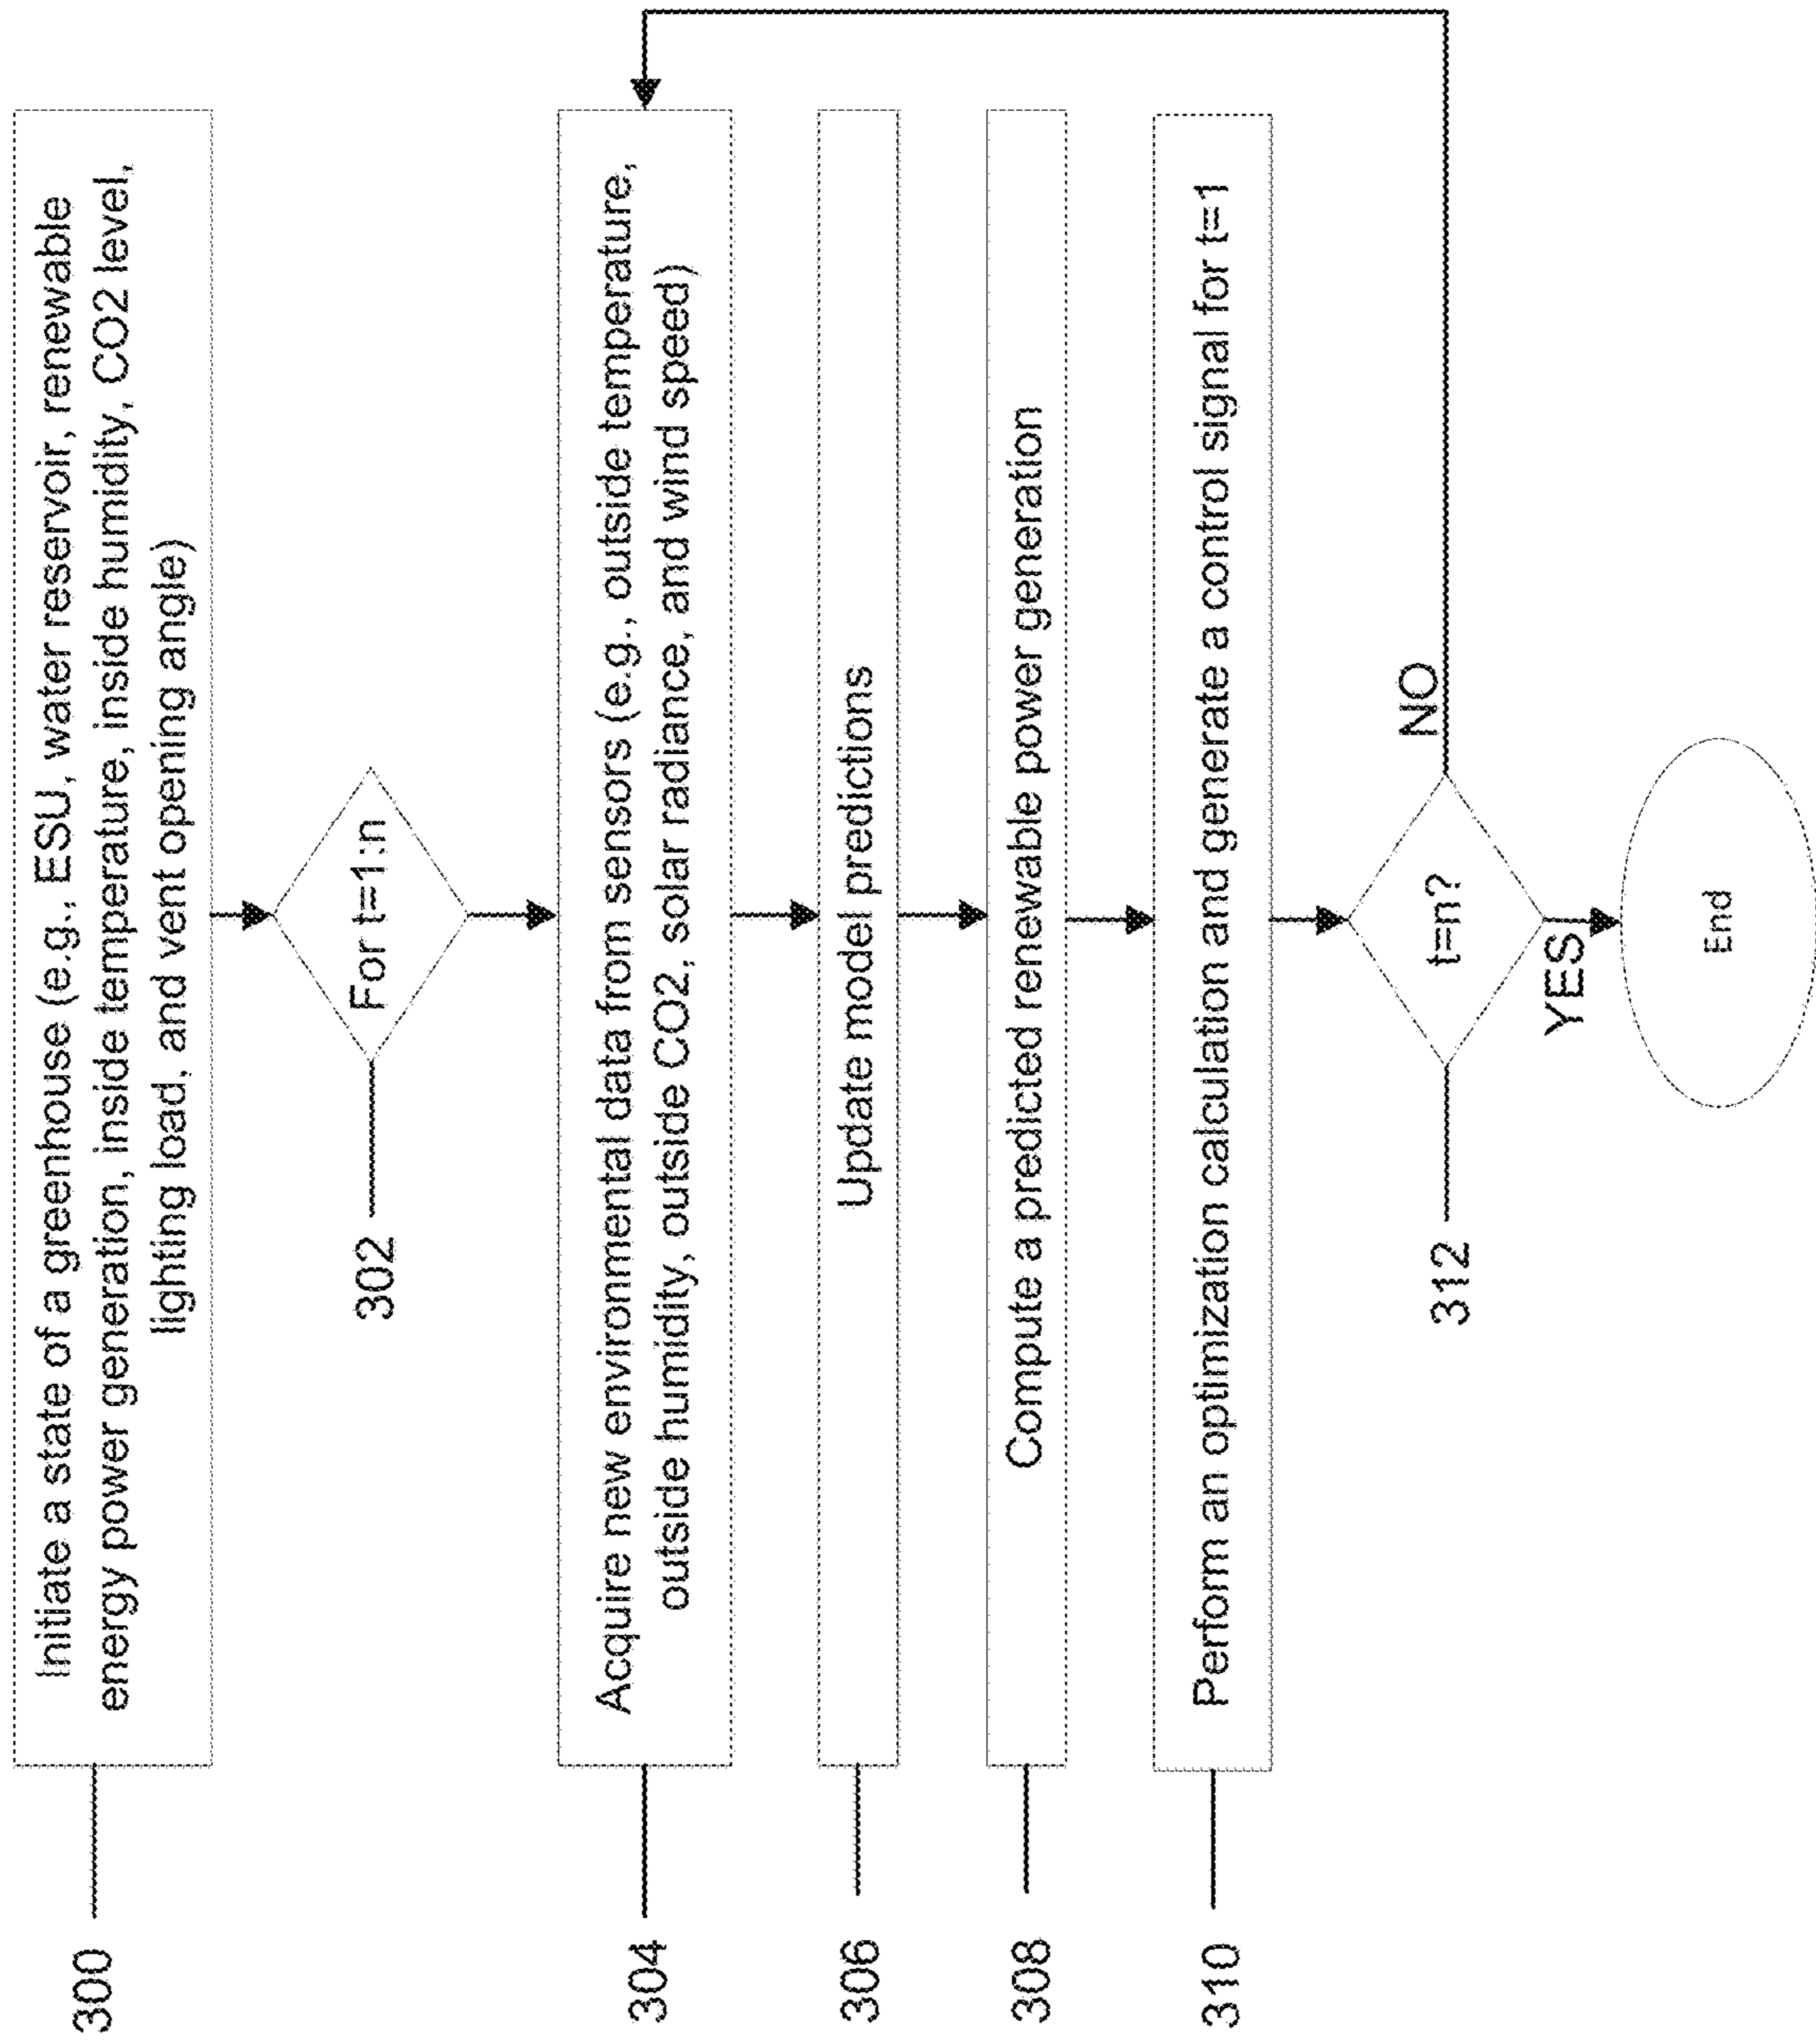 300
Initiate a state of a greenhouse (e.g., ESU, water reservoir, renewable
energy power generation, inside temperature, inside humidity, CO2 level,
lighting load, and vent opening angle)
302
For t=1:n
304
Acquire new environmental data from sensors (e.g., outside temperature,
outside humidity, outside CO2, solar radiance, and wind speed)
306
Update model predictions
308
Compute a predicted renewable power generation
310
Perform an optimization calculation and generate a control signal for t=1
312
t=n?
NO
YES
End